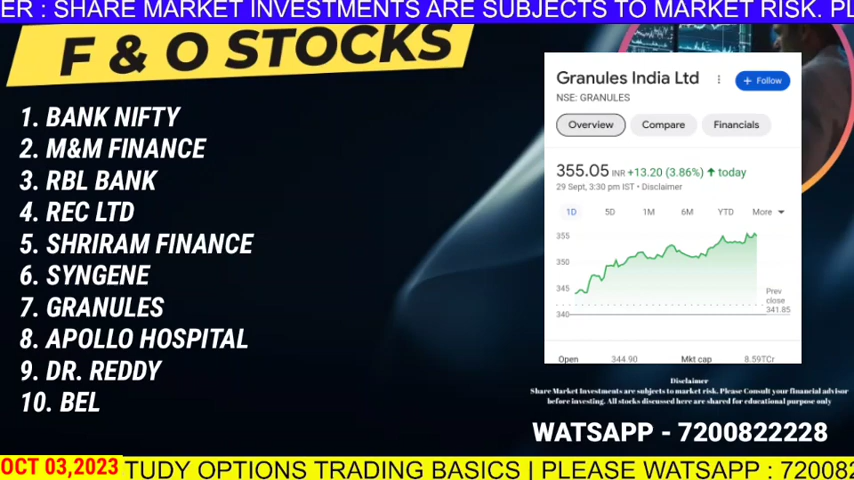 ER : SHARE MARKET INVESTMENTS ARE SUBJECTS TO MARKET RISK. PL
F & O STOCKS
1. BANK NIFTY
2. M&M FINANCE
3. RBL BANK
4. REC LTD
5. SHRIRAM FINANCE
6. SYNGENE
7. GRANULES
8. APOLLO HOSPITAL
9. DR. REDDY
10. BEL
Granules India Ltd
+ Follow
NSE: GRANULES
Overview Compare Financials
355.05 INR +13.20 (3.86%) ↑ today
29 Sept, 3:30 pm IST • Disclaimer
1D 5D 1M 6M YTD More
355
350
345
340
Prev
close
341.85
Open 344.90 Mkt cap 8.59TCr
Disclaimer
Share Market Investments are subjects to market risk. Please Consult your financial advisor
before investing. All stocks discussed here are shared for educational purpose only
WATSAPP - 7200822228
OCT 03,2023 TUDY OPTIONS TRADING BASICS | PLEASE WATSAPP : 720082